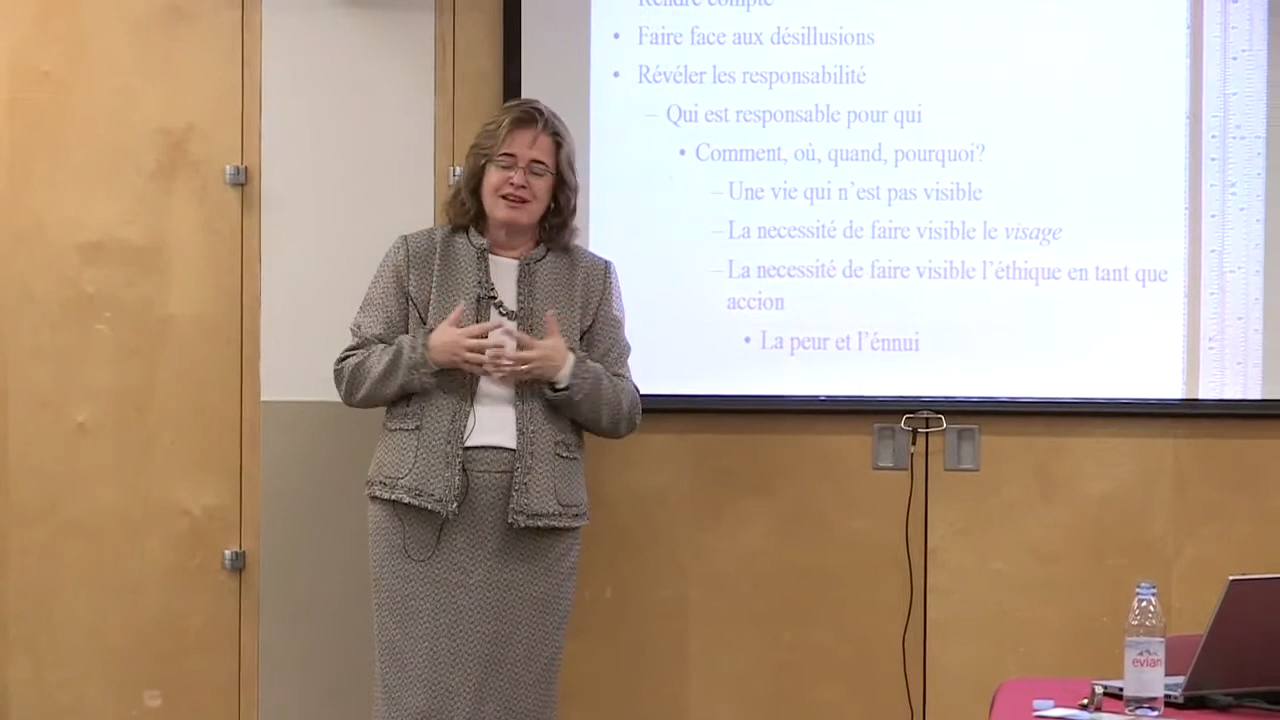 Rendre compte
• Faire face aux désillusions
• Révéler les responsabilité
– Qui est responsable pour qui
• Comment, où, quand, pourquoi?
– Une vie qui n'est pas visible
– La necessité de faire visible le visage
– La necessité de faire visible l'éthique en tant que
accion
• La peur et l'énnui
evian